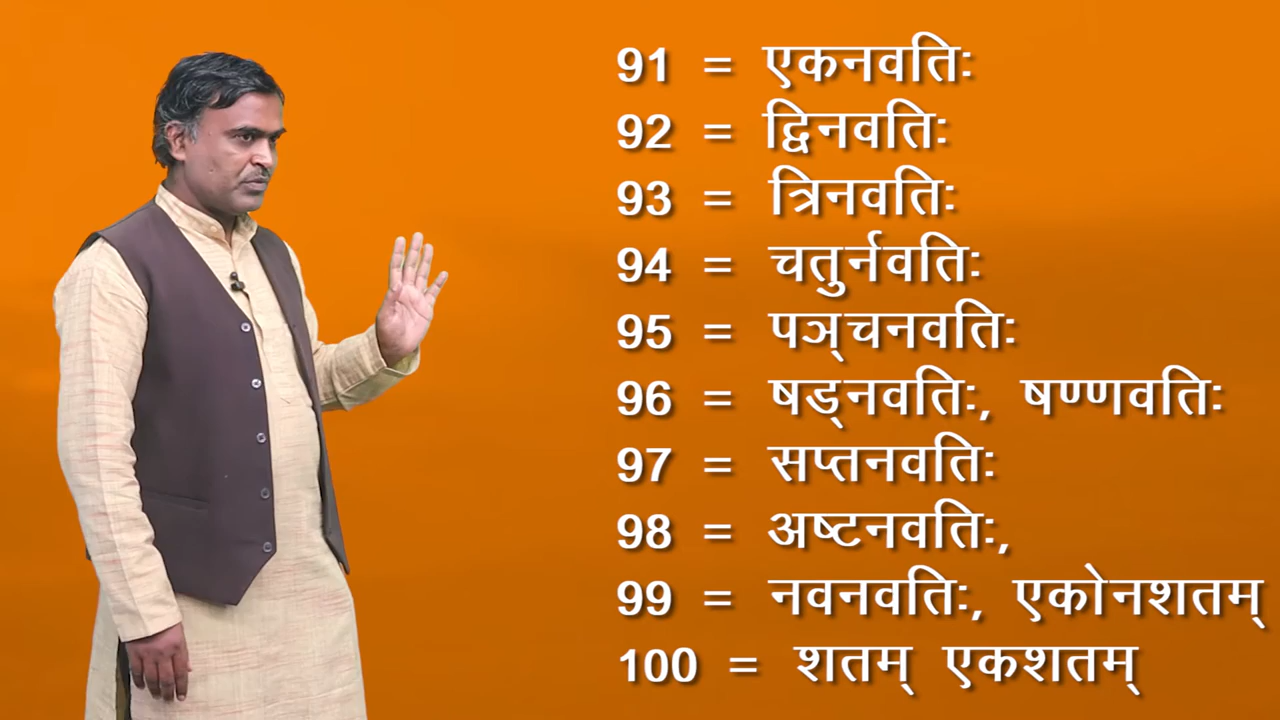 91 = एकनवतिः
92 = द्विनवतिः
93 = त्रिनवतिः
94 = चतुर्नवतिः
95 = पञ्चनवतिः
96 = षड्नवतिः, षण्णवतिः
97 = सप्तनवतिः
98 = अष्टनवतिः,
99 = नवनवतिः, एकोनशतम्
100 = शतम् एकशतम्